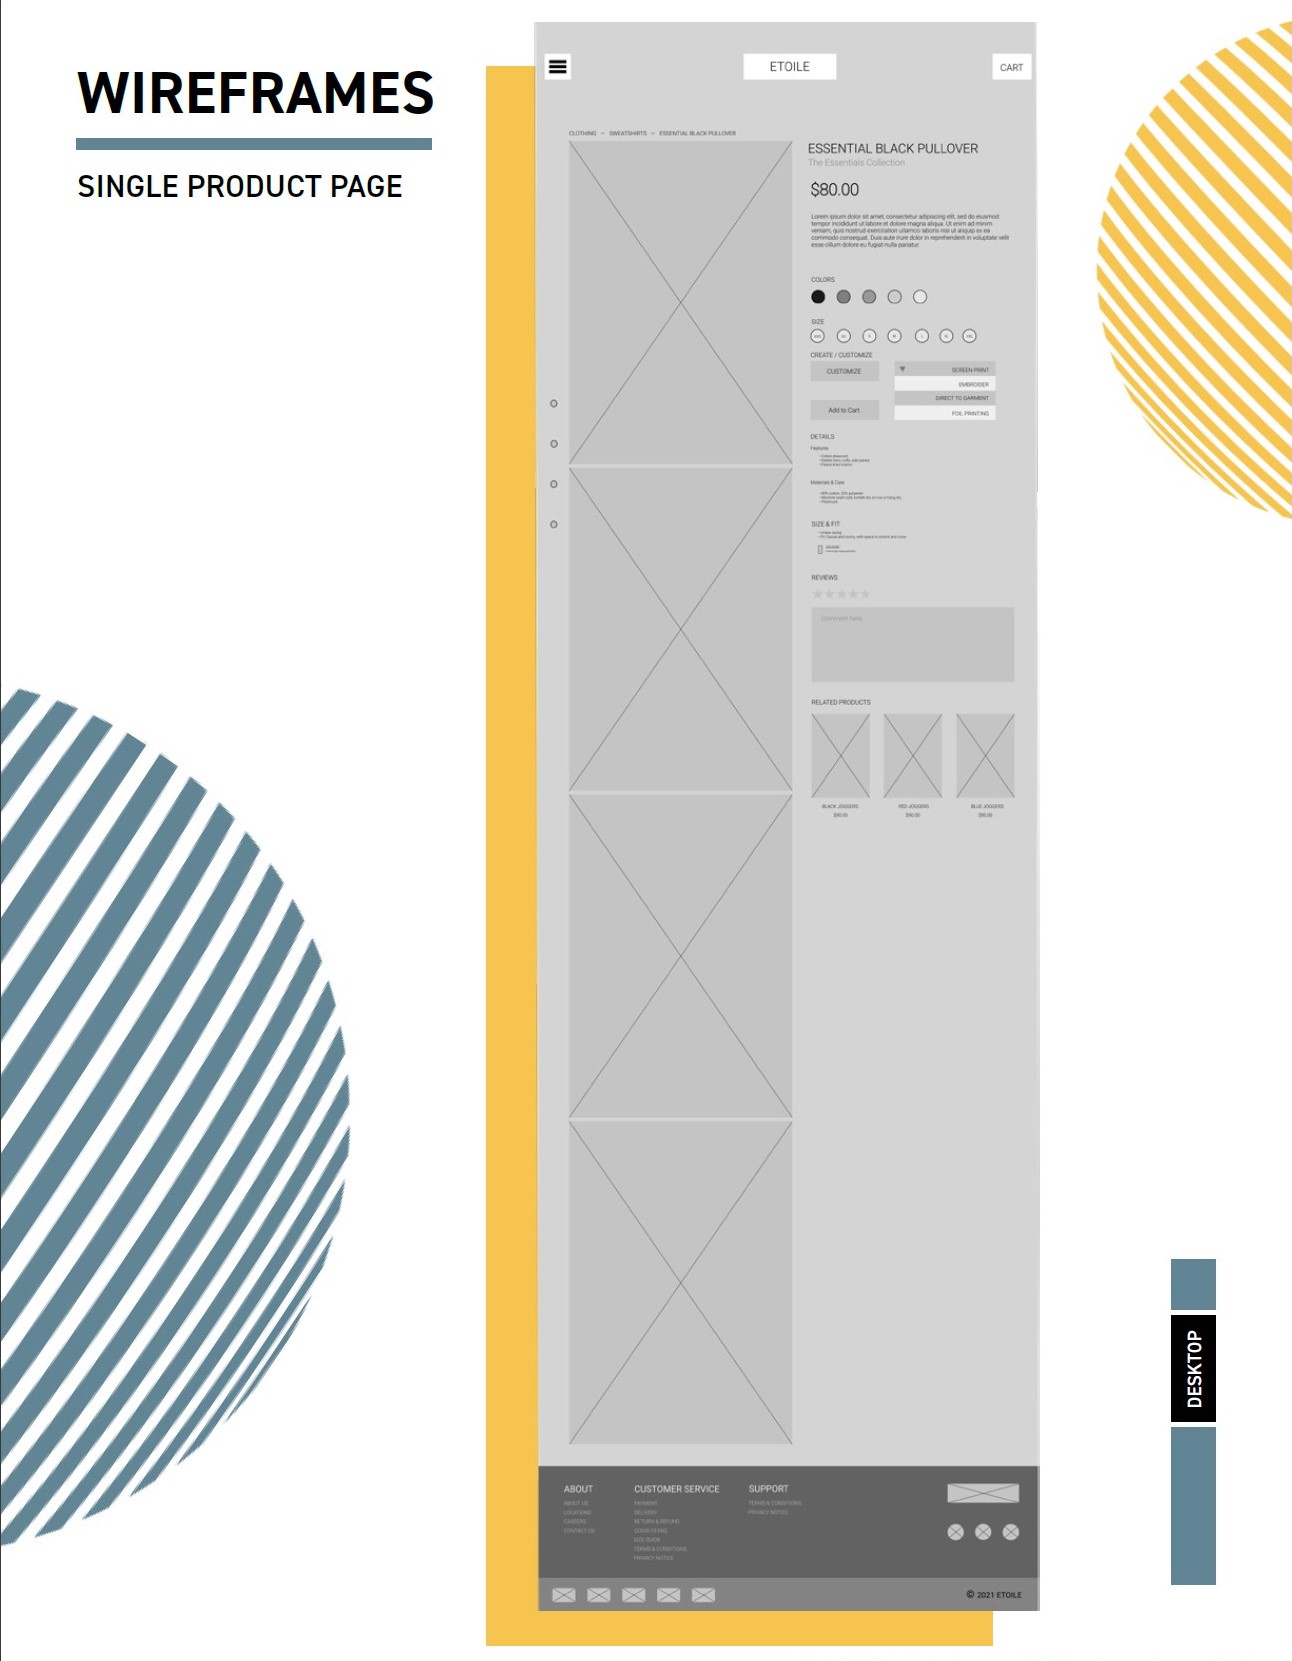 WIREFRAMES
SINGLE PRODUCT PAGE
ETOILE
CART
CLOTHING – SWEATSHIRTS – ESSENTIAL BLACK PULLOVER
ESSENTIAL BLACK PULLOVER
The Essentials Collection
$80.00
Lorem ipsum dolor sit amet, consectetur adipiscing elit, sed do eiusmod
tempor incididunt ut labore et dolore magna aliqua. Ut enim ad minim
veniam, quis nostrud exercitation ullamco laboris nisi ut aliquip ex ea
commodo consequat. Duis aute irure dolor in reprehenderit in voluptate velit
esse cillum dolore eu fugiat nulla pariatur.
COLORS
SIZE
S
M
L
XL
CREATE / CUSTOMIZE
CUSTOMIZE
SCREEN PRINT
EMBROIDER
DIRECT TO GARMENT
FOIL PRINTING
Add to Cart
DETAILS
Features
Materials & Care
SIZE & FIT
REVIEWS
Comment here...
RELATED PRODUCTS
BLACK JOGGERS
RED JOGGERS
BLUE JOGGERS
$90.00
$90.00
$90.00
ABOUT
ABOUT US
LOCATIONS
CAREERS
CONTACT US
CUSTOMER SERVICE
PAYMENT
DELIVERY
RETURN & REFUND
COVID-19 FAQ
SIZE GUIDE
TERMS & CONDITIONS
PRIVACY NOTICE
SUPPORT
TERMS & CONDITIONS
PRIVACY NOTICE
© 2021 ETOILE
DESKTOP